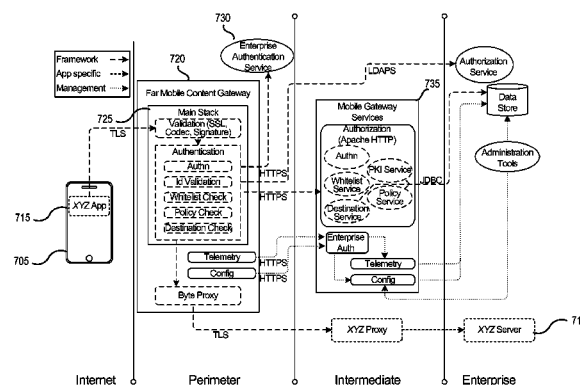 730
Enterprise
Authentication
Service
Framework
App specific
Management
720
Far Mobile Content Gateway
725
Main Stack
Validation (SSL,
Codec, Signature)
TLS
Authentication
Authn
Id Validation
Whitelist Check
Policy Check
Destination Check
HTTPS
HTTPS
LDAPS
Authorization
Service
735
Mobile Gateway
Services
Authorization
(Apache HTTP)
Authn
PKI Service
Whitelist Service
Policy
Service
Destination
Service
JDBC
Data
Store
Administration
Tools
XYZ App
715
705
Telemetry
Config
HTTPS
HTTPS
Enterprise
Auth
Telemetry
Config
Byte Proxy
TLS
XYZ Proxy
XYZ Server
71
Internet
Perimeter
Intermediate
Enterprise